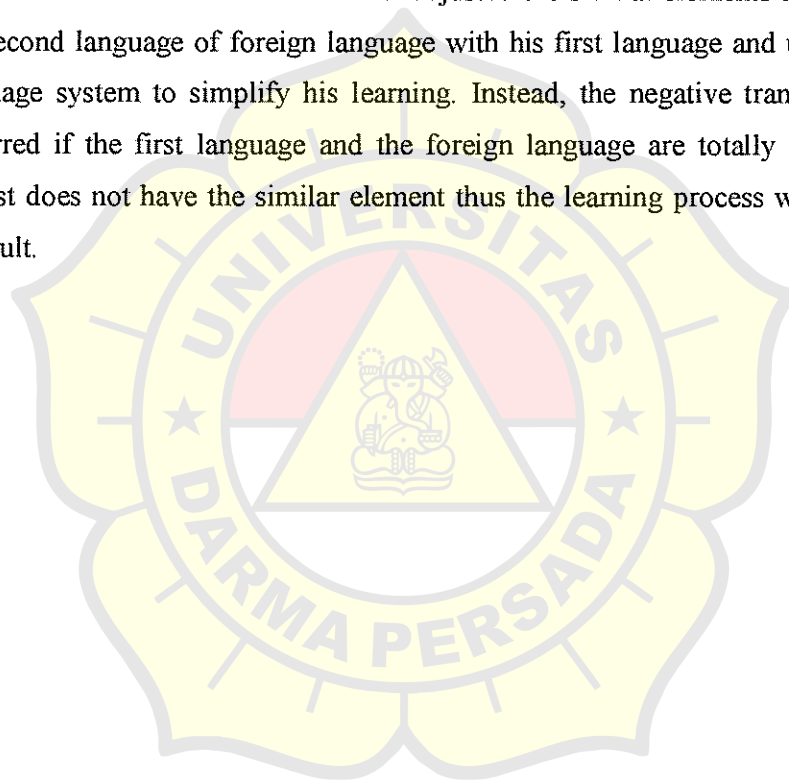 econd language of foreign language with his first language and u
age system to simplify his learning. Instead, the negative tran
rred if the first language and the foreign language are totally
st does not have the similar element thus the learning process w
ult.
UNIVERSITAS
DARMA PERSADA